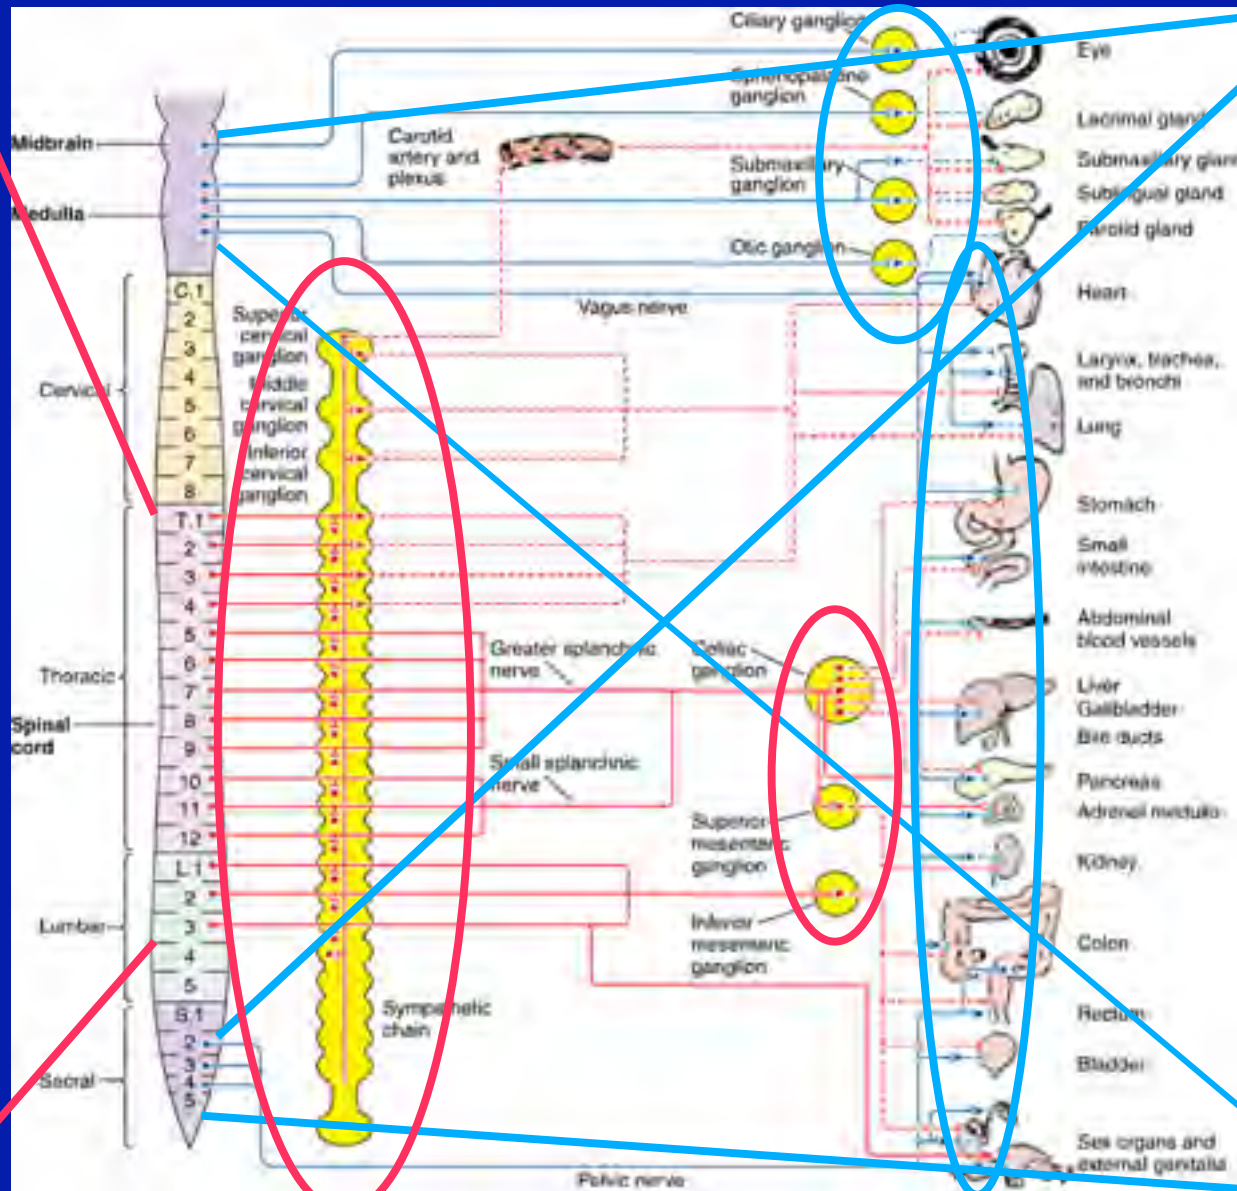 Ciliary ganglion
Eye
Sphenopalatine
ganglion
Lacrimal gland
Midbrain
Carotid
artery and
plexus
Submaxillary
ganglion
Submaxillary gland
Sublingual gland
Medulla
Parotid gland
Otic ganglion
C.1
2
3
4
5
6
7
8
Cervical
Superior
cervical
ganglion
Middle
cervical
ganglion
Inferior
cervical
ganglion
Vagus nerve
Heart
Larynx, trachea,
and bronchi
Lung
Stomach
Small
intestine
T.1
2
3
4
5
6
7
8
9
10
11
12
Thoracic
Spinal
cord
Greater splanchnic
nerve
Celiac
ganglion
Abdominal
blood vessels
Liver
Gallbladder
Bile ducts
Small splanchnic
nerve
Pancreas
Adrenal medulla
Superior
mesenteric
ganglion
Kidney
L.1
2
3
4
5
Lumbar
Inferior
mesenteric
ganglion
Colon
Sympathetic
chain
Rectum
S.1
2
3
4
5
Sacral
Bladder
Sex organs and
external genitalia
Pelvic nerve